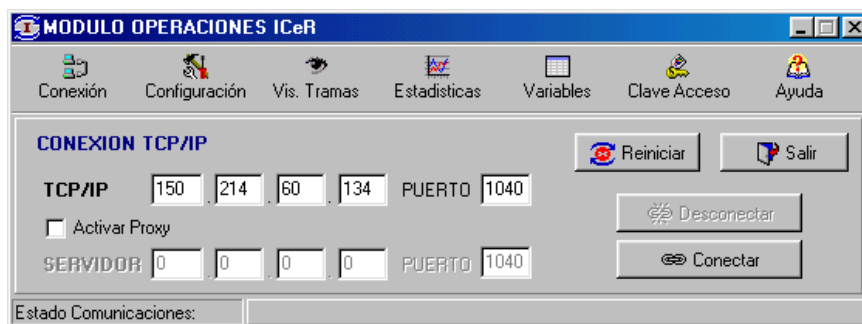 MODULO OPERACIONES ICeR
Conexión Configuración Vis. Tramas Estadisticas Variables Clave Acceso Ayuda
CONEXION TCP/IP
Reiniciar Salir
TCP/IP 150 . 214 . 60 . 134 PUERTO 1040
Activar Proxy
Desconectar
SERVIDOR 0 . 0 . 0 . 0 PUERTO 1040
Conectar
Estado Comunicaciones: